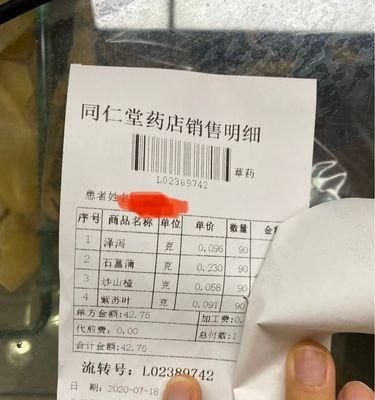 同仁堂药店销售明细
草药
L02389742
患者姓名
序号 商品名称 单位 单价 数量 金
1 泽泻 克 0.096 90
2 石菖蒲 克 0.230 90
3 炒山楂 克 0.058 90
4 紫苏叶 克 0.091 90
单方金额:42.75 加工费:0.
代煎费: 0.00 总付数:1
合计金额:42.75
流转号: L02389742
日 期: 2020-07-18